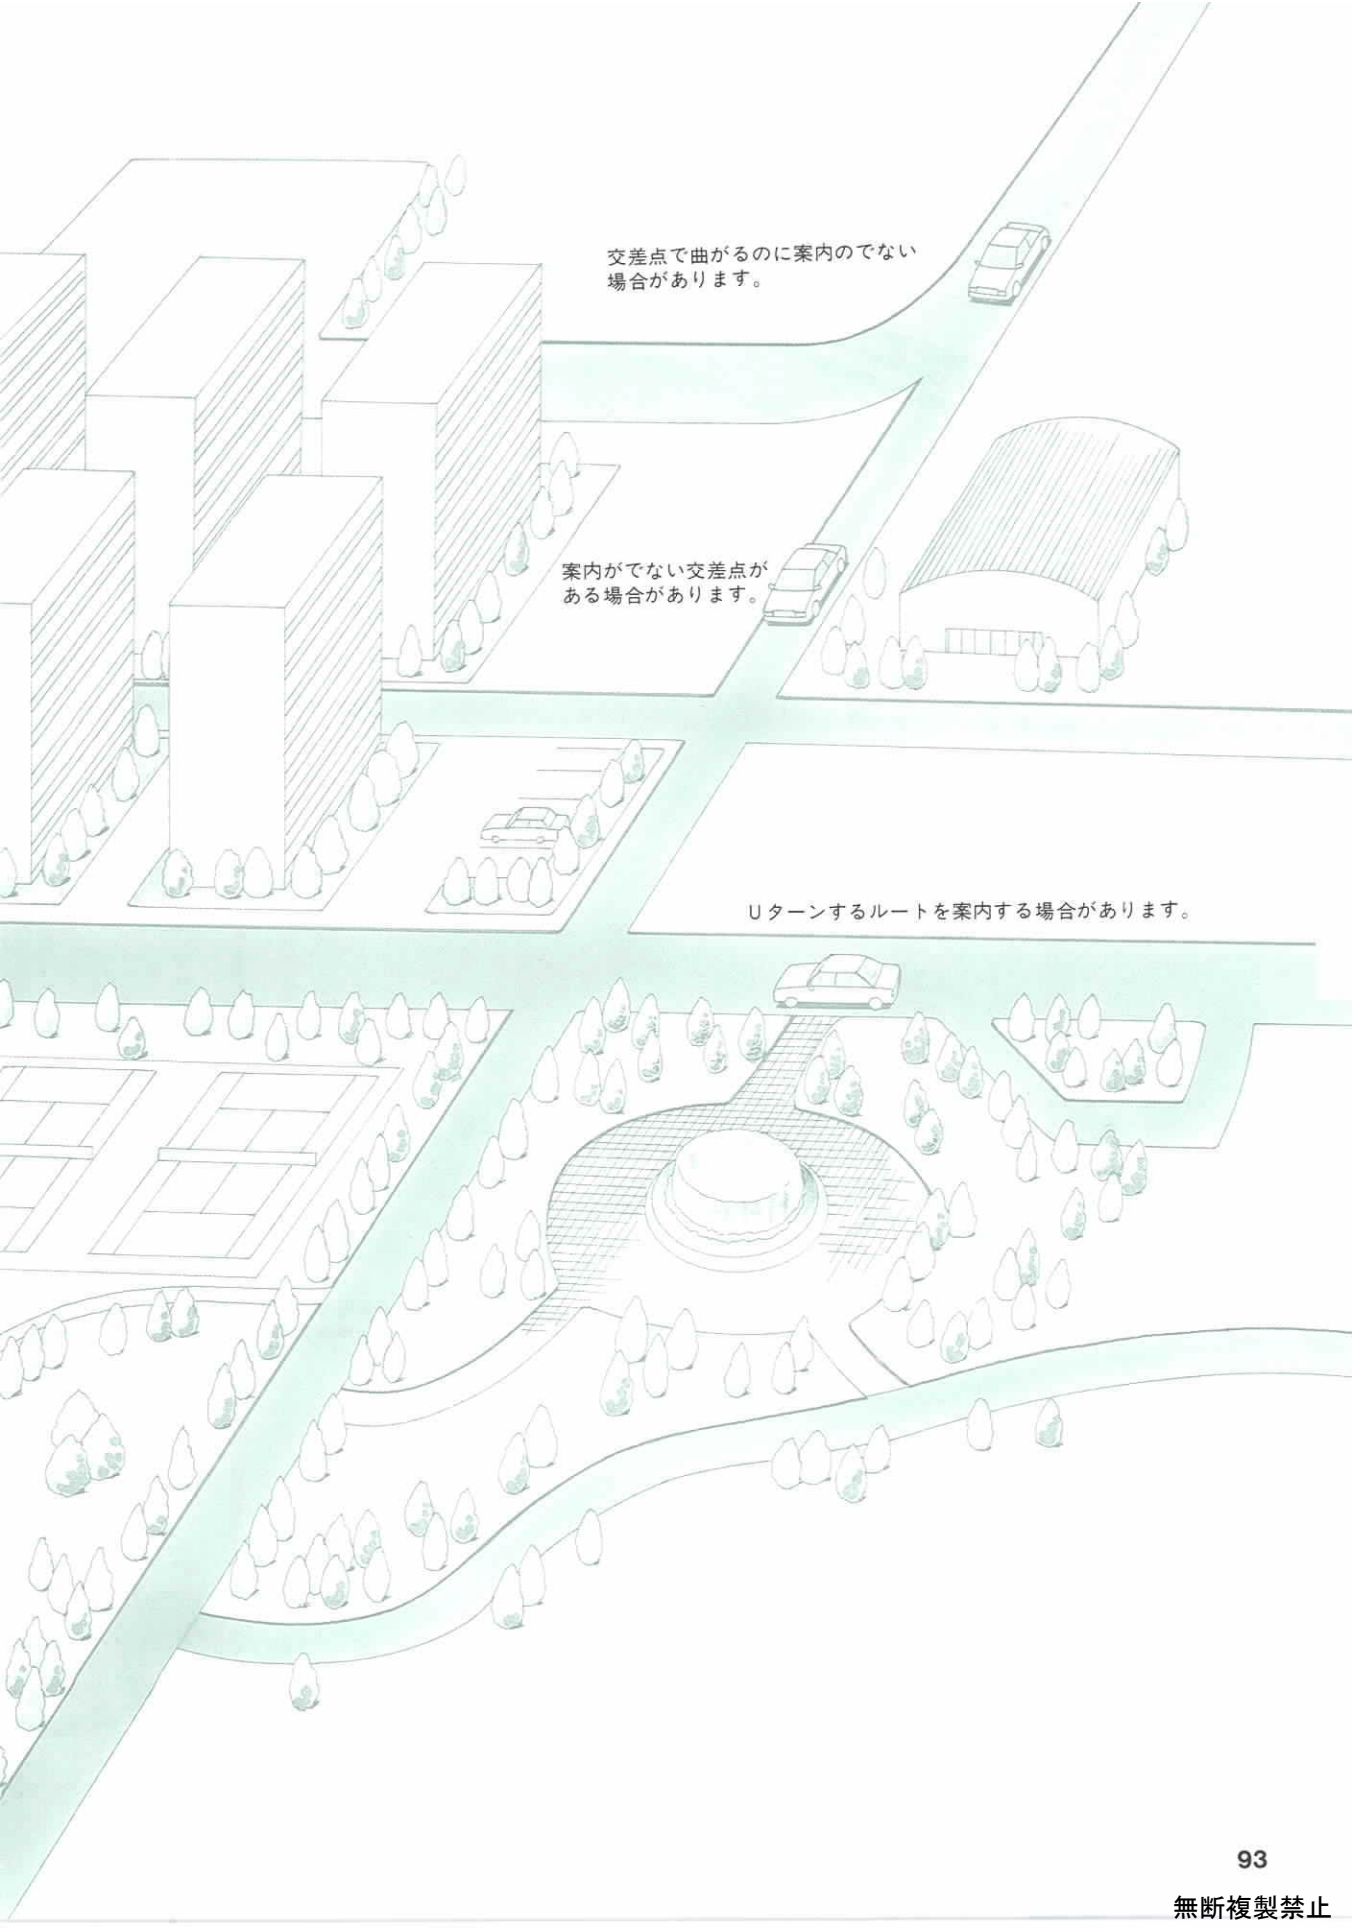 交差点で曲がるのに案内のでない
場合があります。
案内がでない交差点が
ある場合があります。
Uターンするルートを案内する場合があります。
93
無断複製禁止